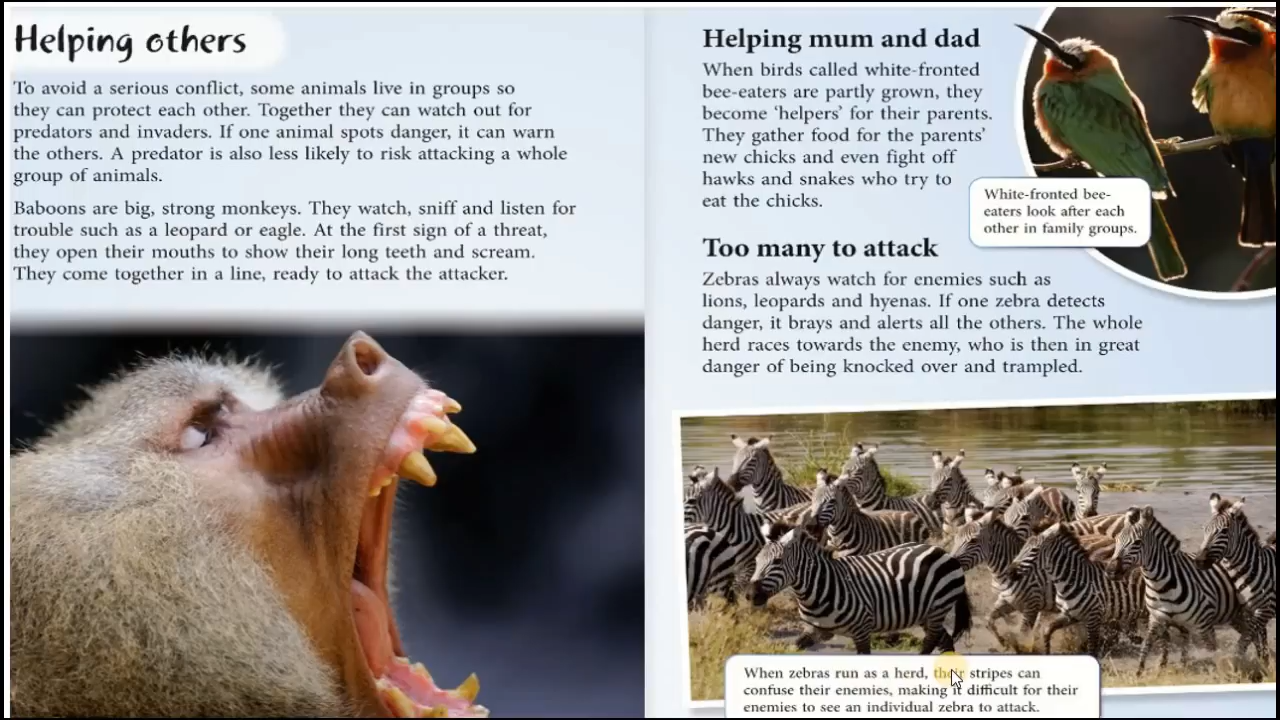 Helping others
To avoid a serious conflict, some animals live in groups so
they can protect each other. Together they can watch out for
predators and invaders. If one animal spots danger, it can warn
the others. A predator is also less likely to risk attacking a whole
group of animals.
Baboons are big, strong monkeys. They watch, sniff and listen for
trouble such as a leopard or eagle. At the first sign of a threat,
they open their mouths to show their long teeth and scream.
They come together in a line, ready to attack the attacker.
Helping mum and dad
When birds called white-fronted
bee-eaters are partly grown, they
become ‘helpers’ for their parents.
They gather food for the parents’
new chicks and even fight off
hawks and snakes who try to
eat the chicks.
White-fronted bee-
eaters look after each
other in family groups.
Too many to attack
Zebras always watch for enemies such as
lions, leopards and hyenas. If one zebra detects
danger, it brays and alerts all the others. The whole
herd races towards the enemy, who is then in great
danger of being knocked over and trampled.
When zebras run as a herd, their stripes can
confuse their enemies, making it difficult for their
enemies to see an individual zebra to attack.